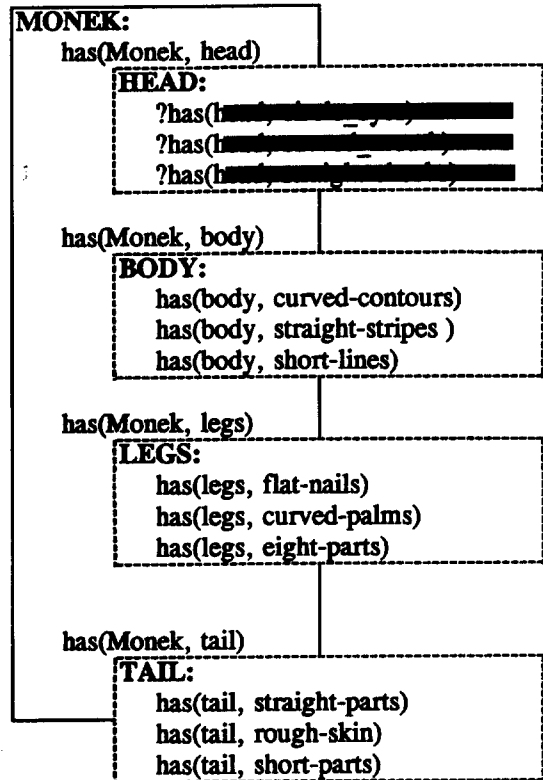 MONEK:
has(Monek, head)
HEAD:
?has(h
?has(h
?has(h
has(Monek, body)
BODY:
has(body, curved-contours)
has(body, straight-stripes )
has(body, short-lines)
has(Monek, legs)
LEGS:
has(legs, flat-nails)
has(legs, curved-palms)
has(legs, eight-parts)
has(Monek, tail)
TAIL:
has(tail, straight-parts)
has(tail, rough-skin)
has(tail, short-parts)